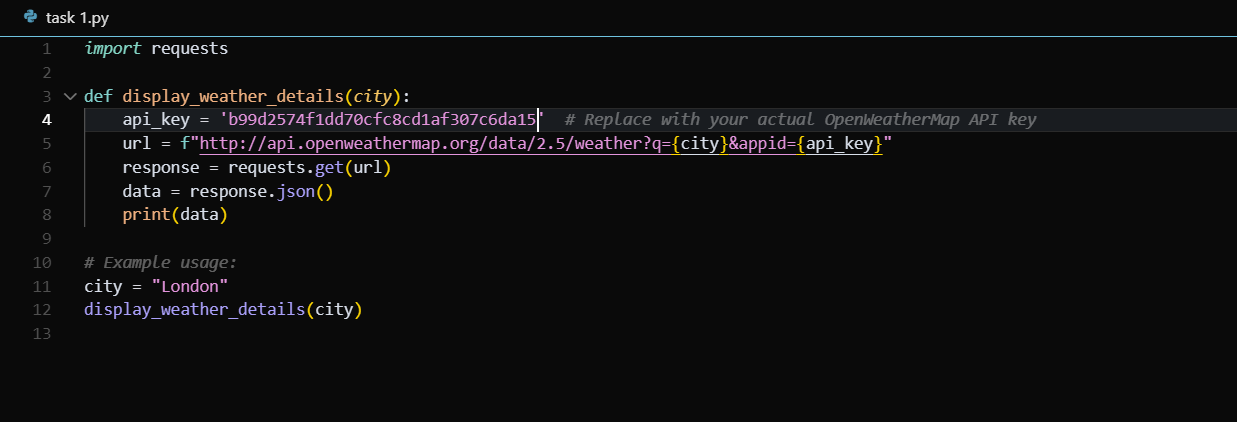 task 1.py
1 import requests
2
3 def display_weather_details(city):
4     api_key = 'b99d2574f1dd70cfc8cd1af307c6da15'  # Replace with your actual OpenWeatherMap API key
5     url = f"http://api.openweathermap.org/data/2.5/weather?q={city}&appid={api_key}"
6     response = requests.get(url)
7     data = response.json()
8     print(data)
9
10 # Example usage:
11 city = "London"
12 display_weather_details(city)
13